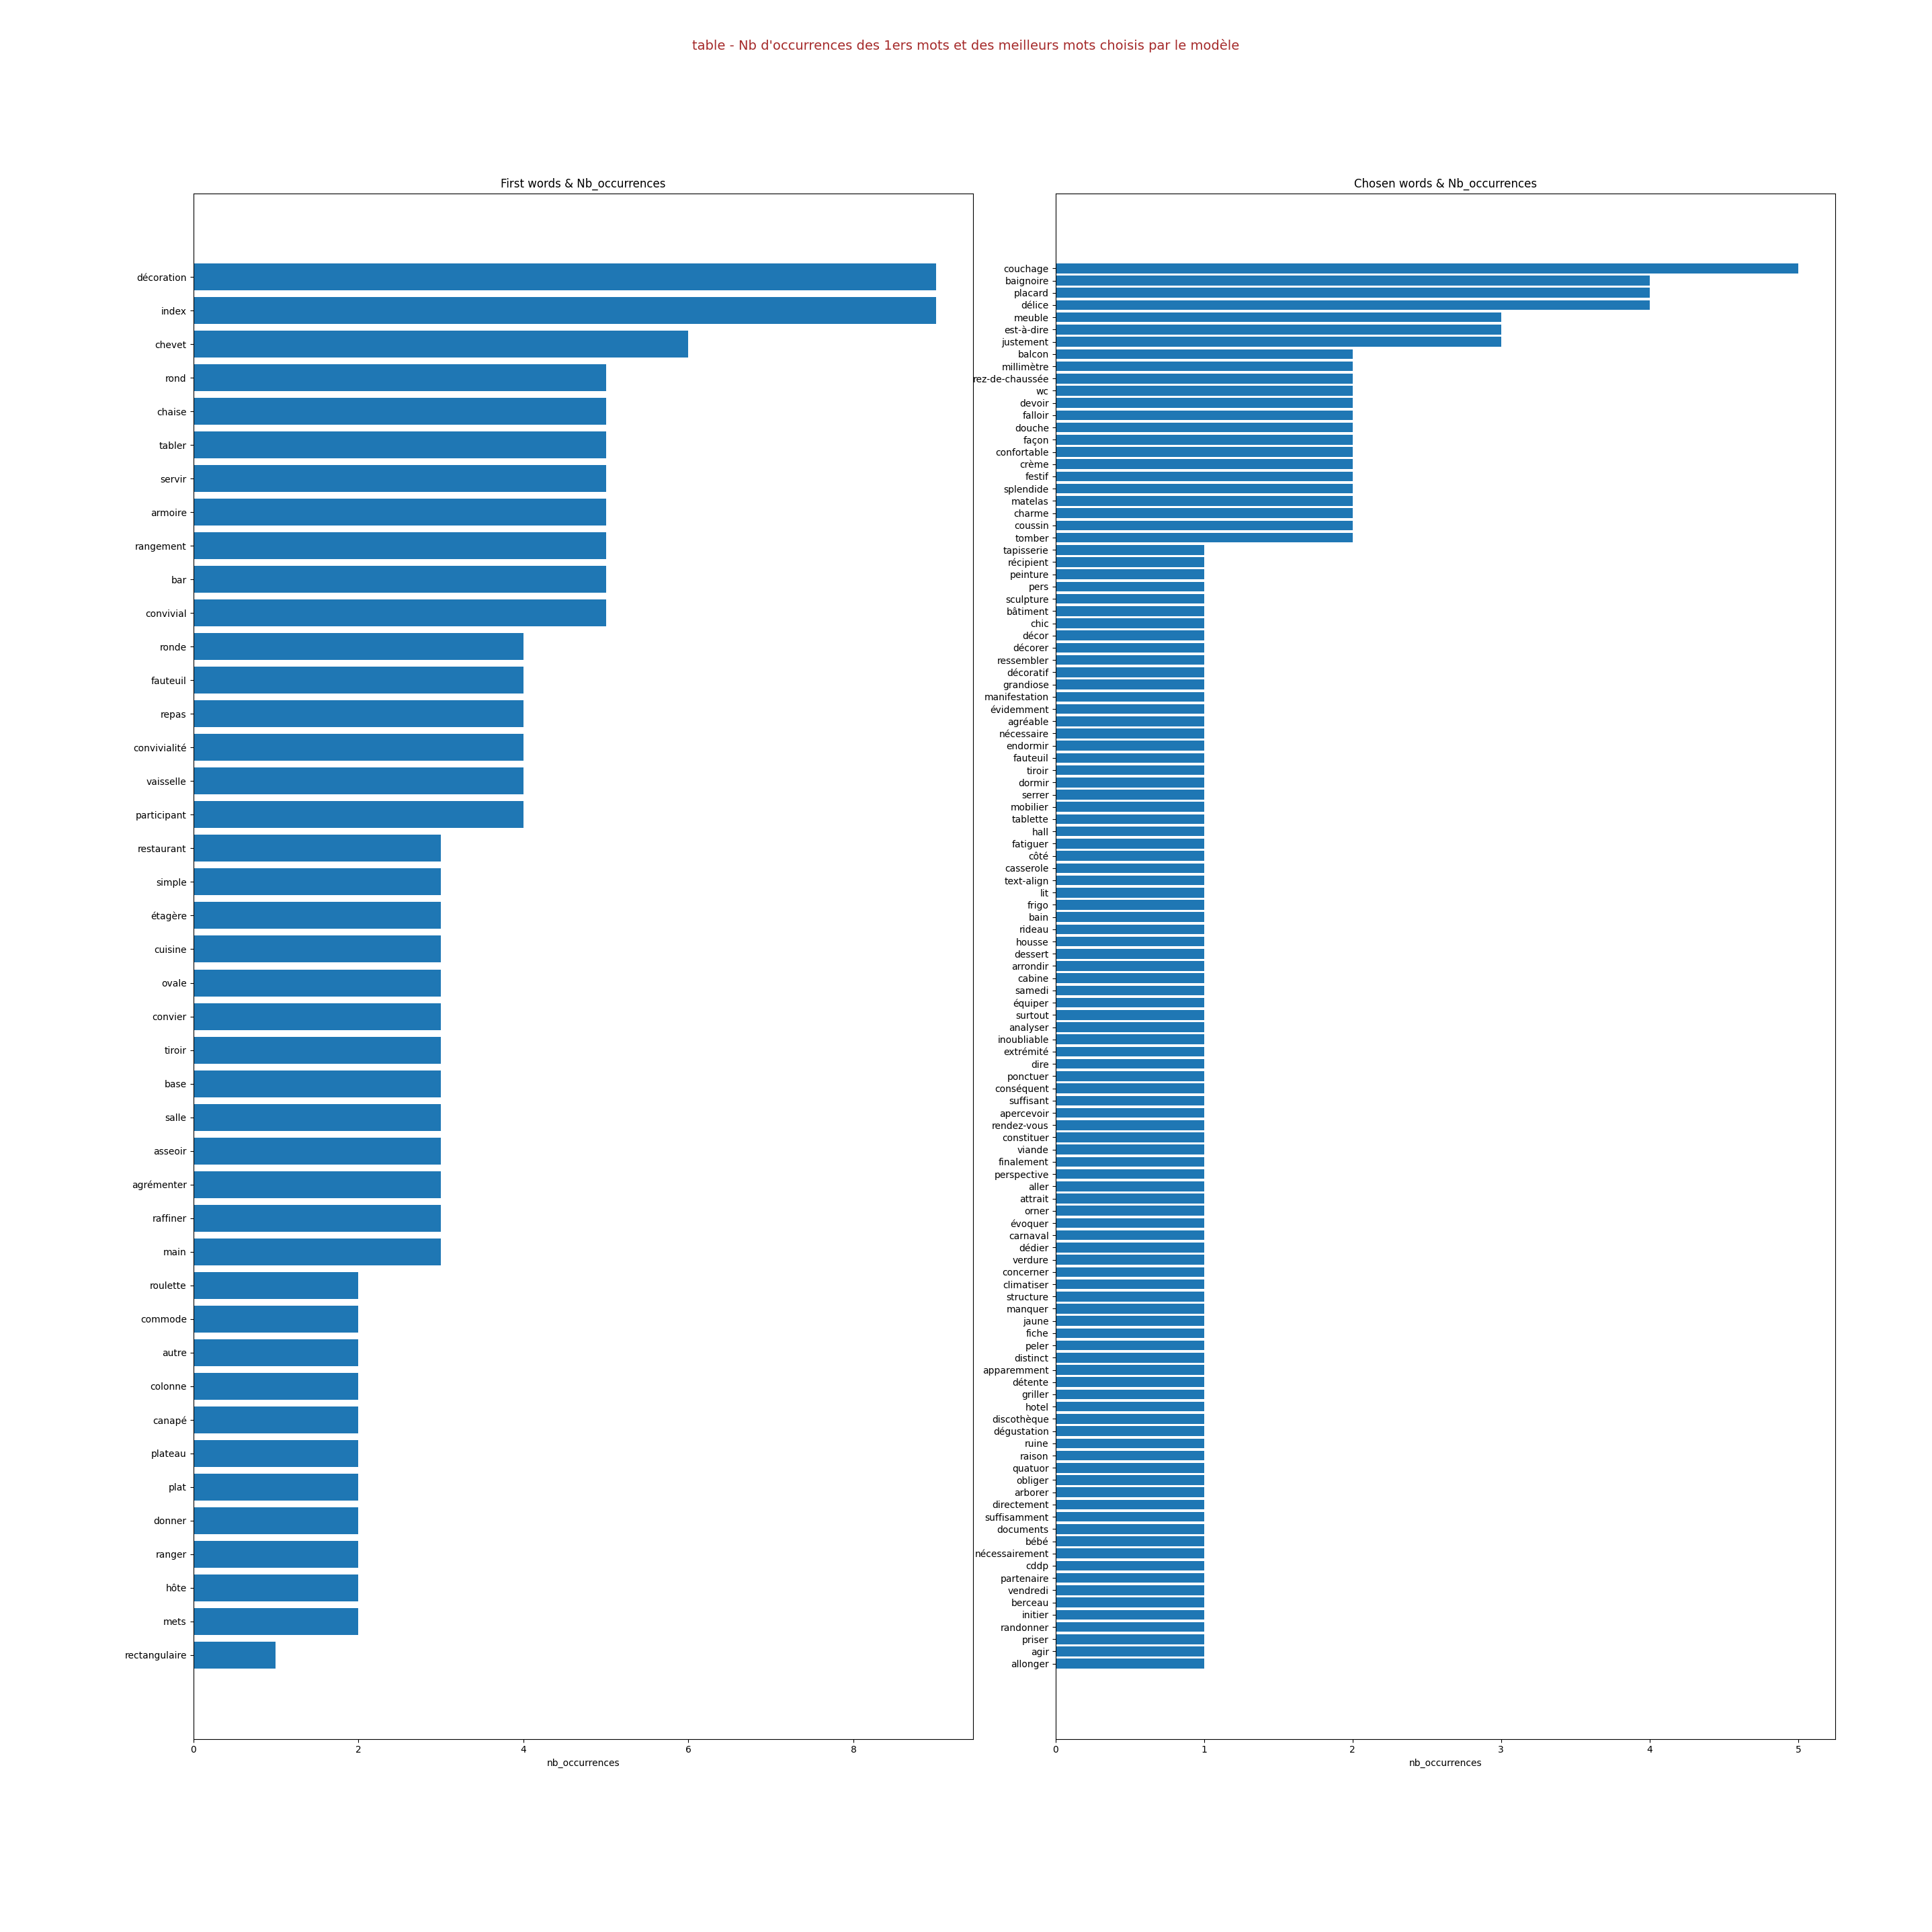 table - Nb d'occurrences des 1ers mots et des meilleurs mots choisis par le modèle
First words & Nb_occurrences
décoration
index
chevet
rond
chaise
tabler
servir
armoire
rangement
bar
convivial
ronde
fauteuil
repas
convivialité
vaisselle
participant
restaurant
simple
étagère
cuisine
ovale
convier
tiroir
base
salle
asseoir
agrémenter
raffiner
main
roulette
commode
autre
colonne
canapé
plateau
plat
donner
ranger
hôte
mets
rectangulaire
0 2 4 6 8
nb_occurrences
Chosen words & Nb_occurrences
couchage
baignoire
placard
délice
meuble
est-à-dire
justement
balcon
millimètre
rez-de-chaussée
wc
devoir
falloir
douche
façon
confortable
crème
festif
splendide
matelas
charme
coussin
tomber
tapisserie
récipient
peinture
pers
sculpture
bâtiment
chic
décor
décorer
ressembler
décoratif
grandiose
manifestation
évidemment
agréable
nécessaire
endormir
fauteuil
tiroir
dormir
serrer
mobilier
tablette
hall
fatiguer
côté
casserole
text-align
lit
frigo
bain
rideau
housse
dessert
arrondir
cabine
samedi
équiper
surtout
analyser
inoubliable
extrémité
dire
ponctuer
conséquent
suffisant
apercevoir
rendez-vous
constituer
viande
finalement
perspective
aller
attrait
orner
évoquer
carnaval
dédier
verdure
concerner
climatiser
structure
manquer
jaune
fiche
peler
distinct
apparemment
détente
griller
hotel
discothèque
dégustation
ruine
raison
quatuor
obliger
arborer
directement
suffisamment
documents
bébé
nécessairement
cddp
partenaire
vendredi
berceau
initier
randonner
priser
agir
allonger
0 1 2 3 4 5
nb_occurrences